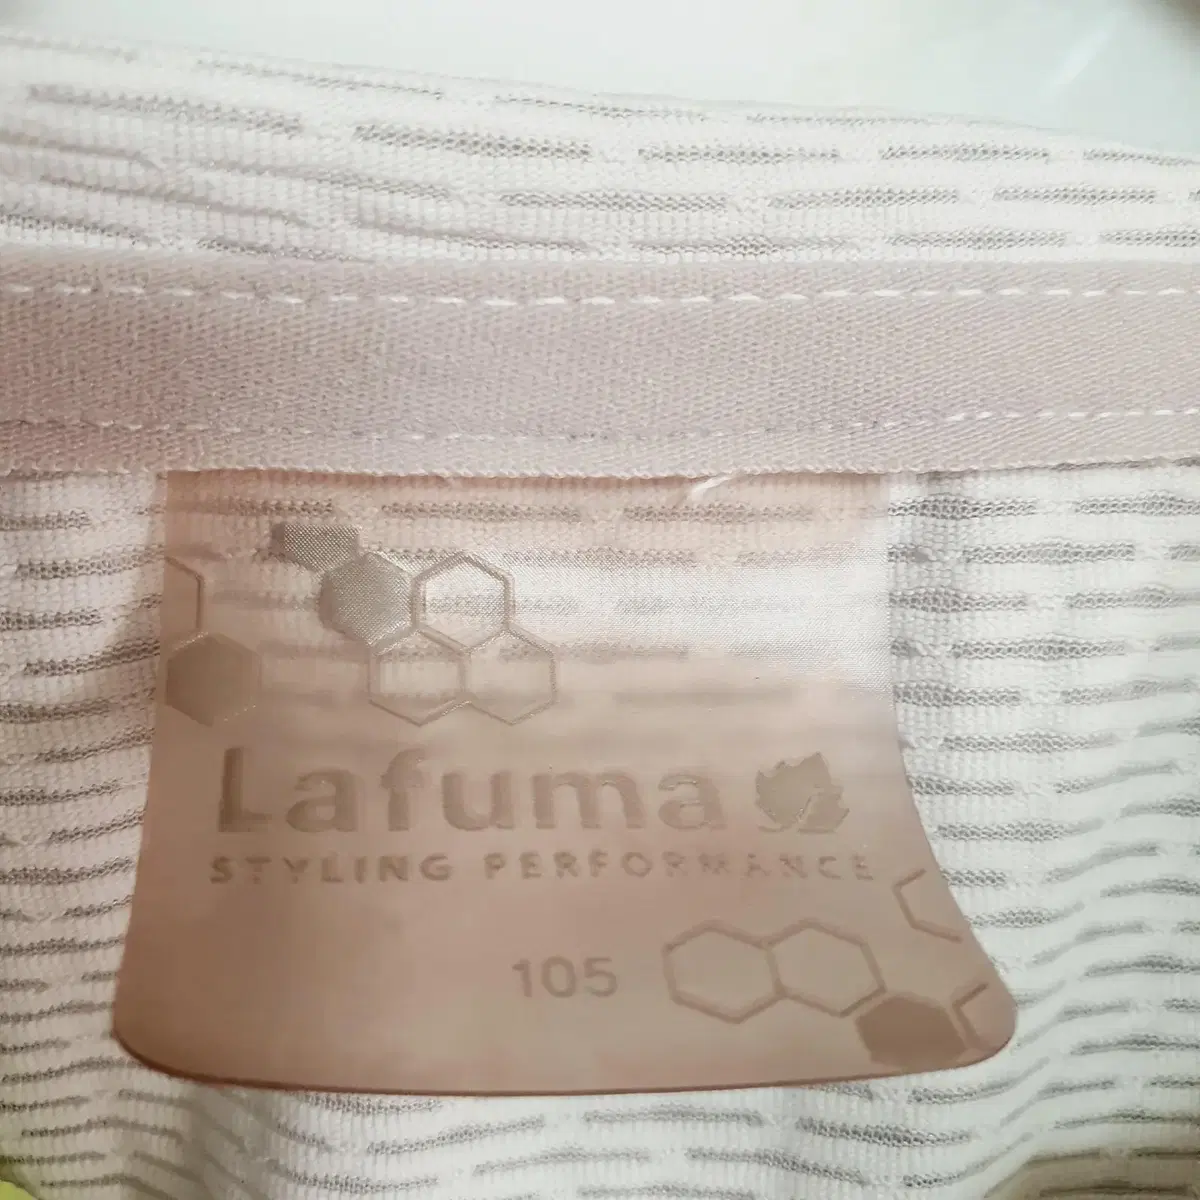 Lafuma
STYLING PERFORMANCE
105